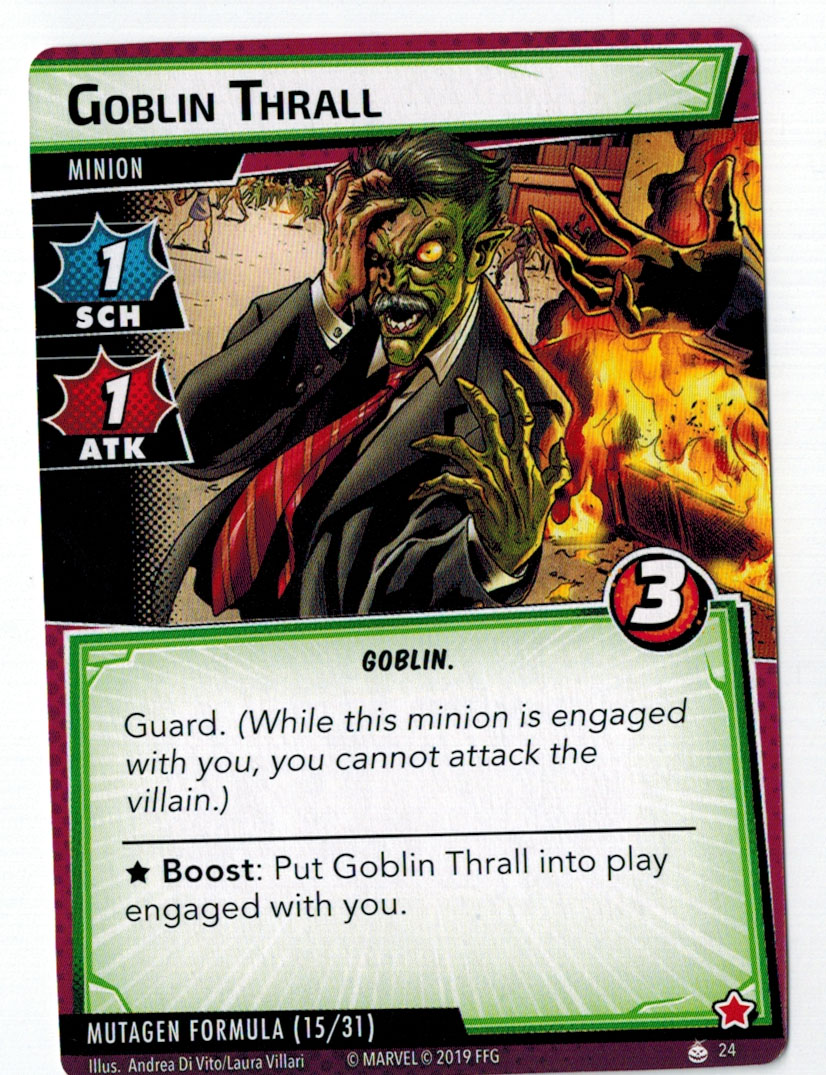 GOBLIN THRALL
MINION
1
SCH
1
ATK
3
GOBLIN.
Guard. (While this minion is engaged
with you, you cannot attack the
villain.)
★ Boost: Put Goblin Thrall into play
engaged with you.
MUTAGEN FORMULA (15/31)
Illus. Andrea Di Vito/Laura Villari © MARVEL © 2019 FFG 24